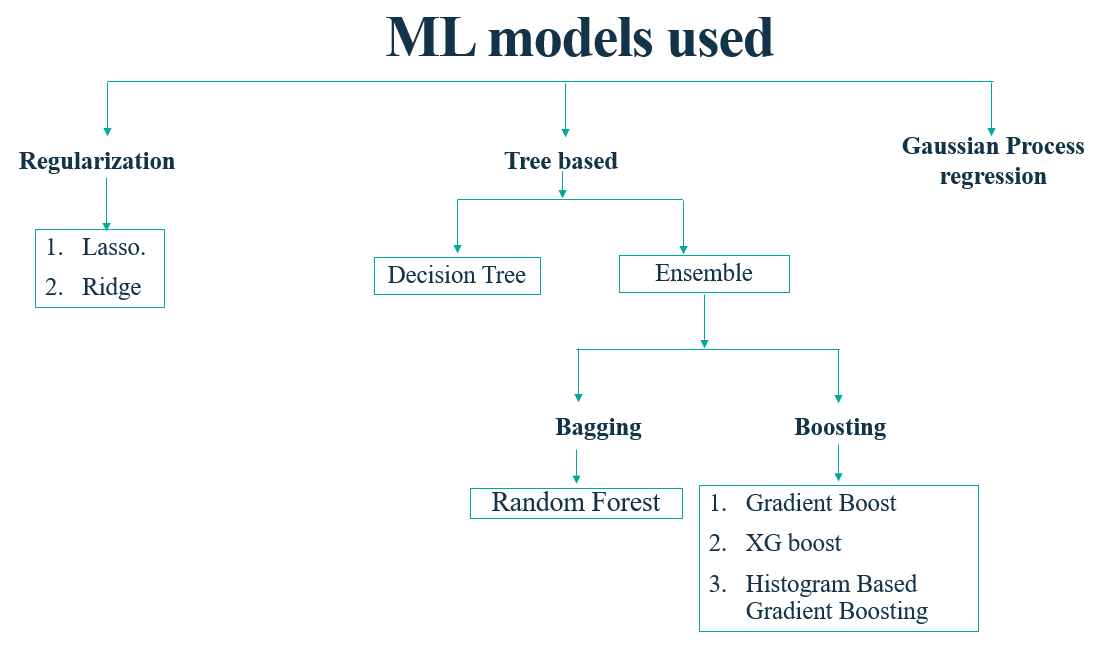 ML models used
Regularization
Tree based
Gaussian Process
regression
1. Lasso.
2. Ridge
Decision Tree
Ensemble
Bagging
Boosting
Random Forest
1. Gradient Boost
2. XG boost
3. Histogram Based
Gradient Boosting